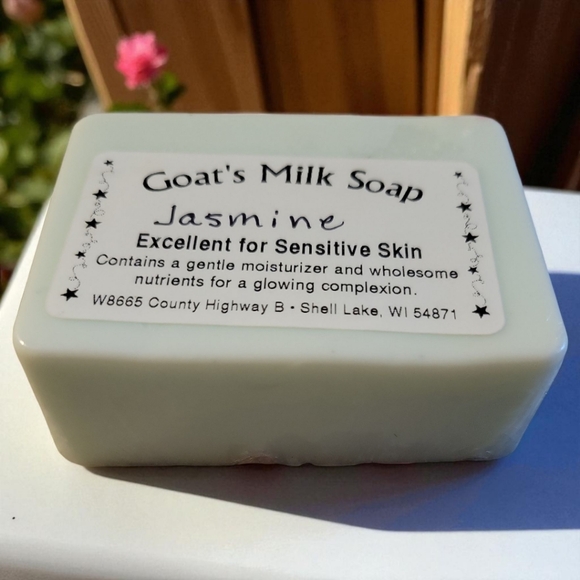 Goat's Milk Soap
Jasmine
Excellent for Sensitive Skin
Contains a gentle moisturizer and wholesome
nutrients for a glowing complexion.
W8665 County Highway B • Shell Lake, WI 54871